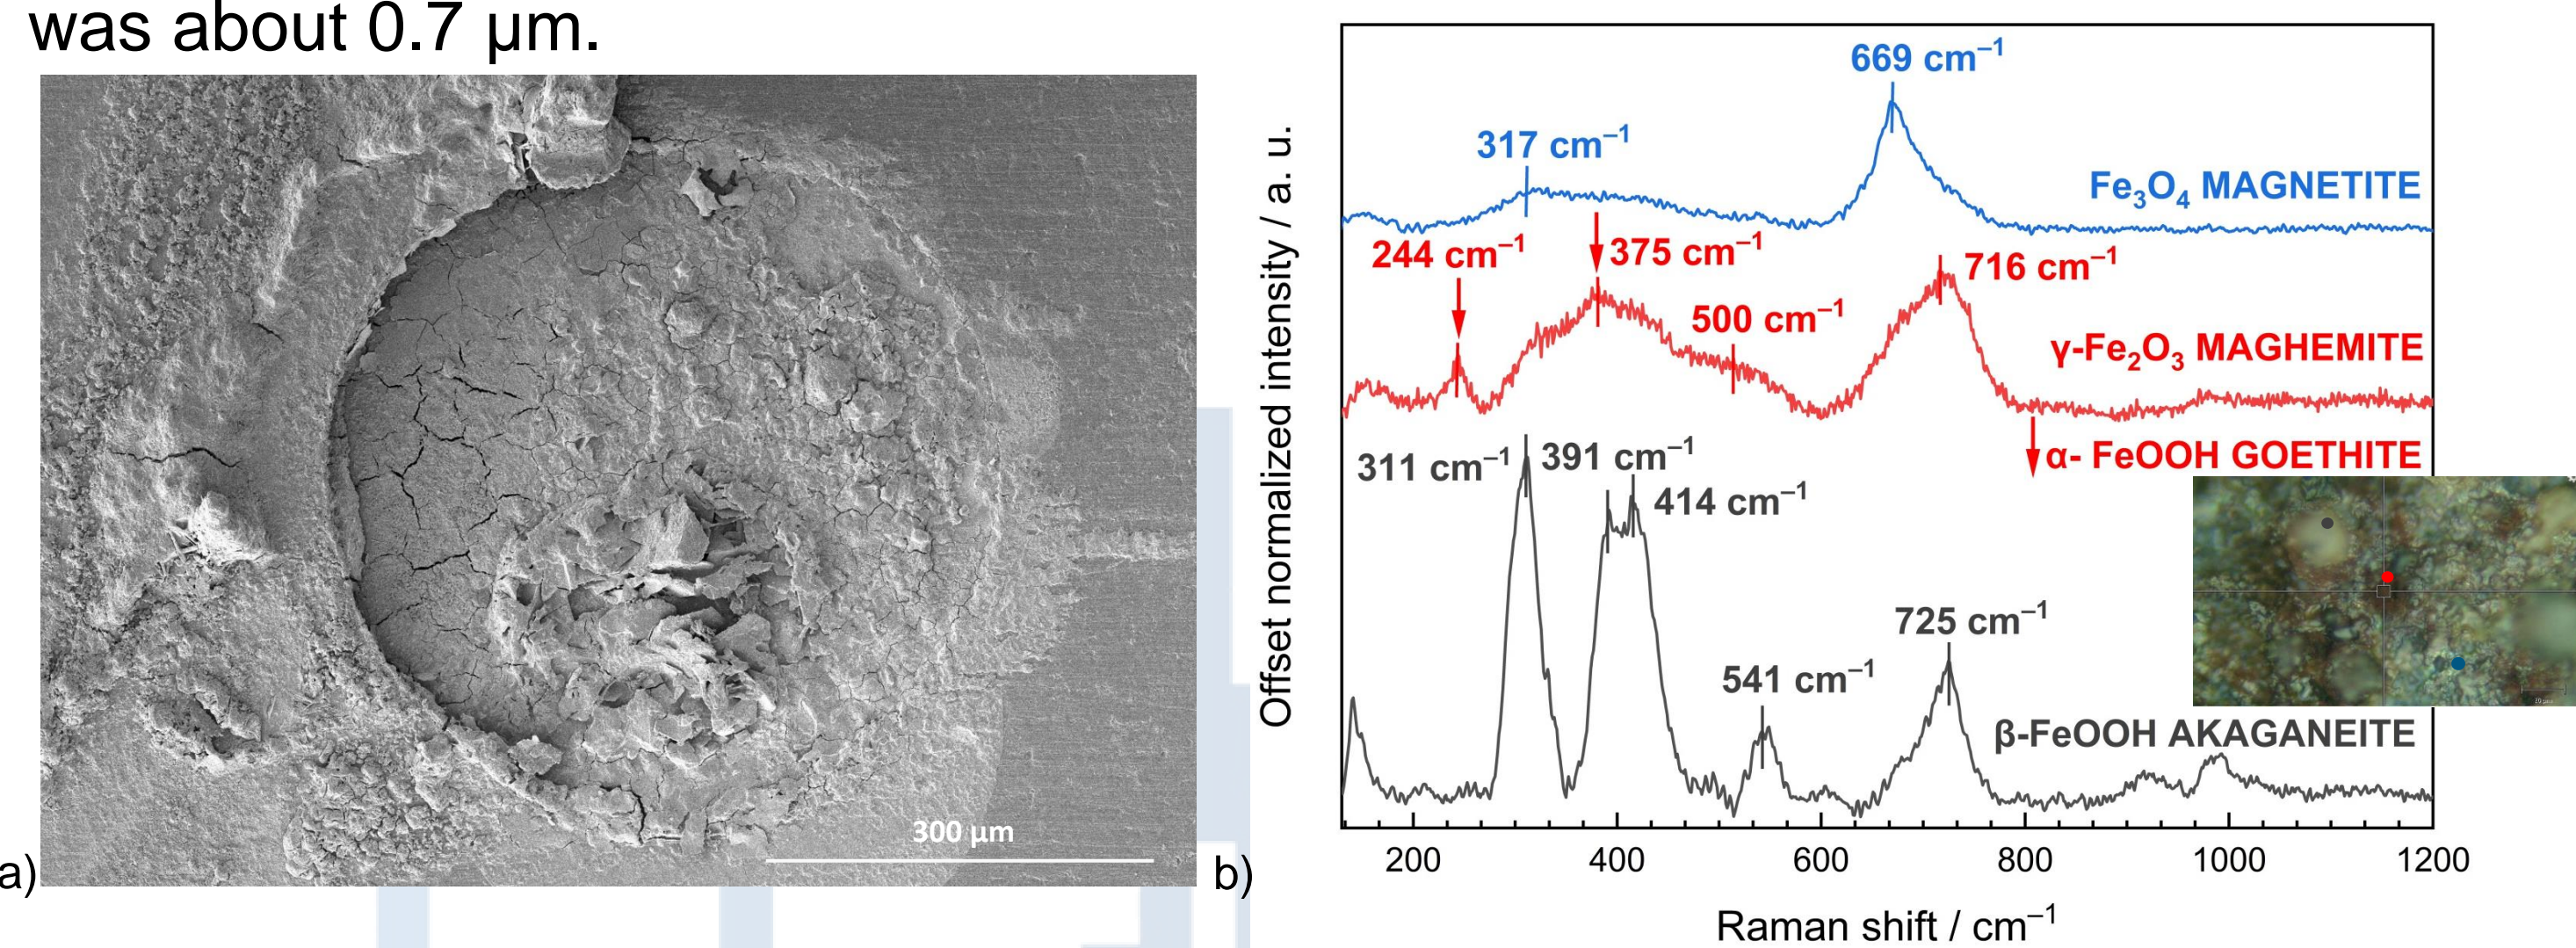 was about 0.7 µm.
300 µm
a)
b)
Offset normalized intensity / a. u.
669 cm⁻¹
317 cm⁻¹
Fe₃O₄ MAGNETITE
244 cm⁻¹
375 cm⁻¹
716 cm⁻¹
500 cm⁻¹
γ-Fe₂O₃ MAGHEMITE
α- FeOOH GOETHITE
311 cm⁻¹
391 cm⁻¹
414 cm⁻¹
725 cm⁻¹
541 cm⁻¹
β-FeOOH AKAGANEITE
200 400 600 800 1000 1200
Raman shift / cm⁻¹